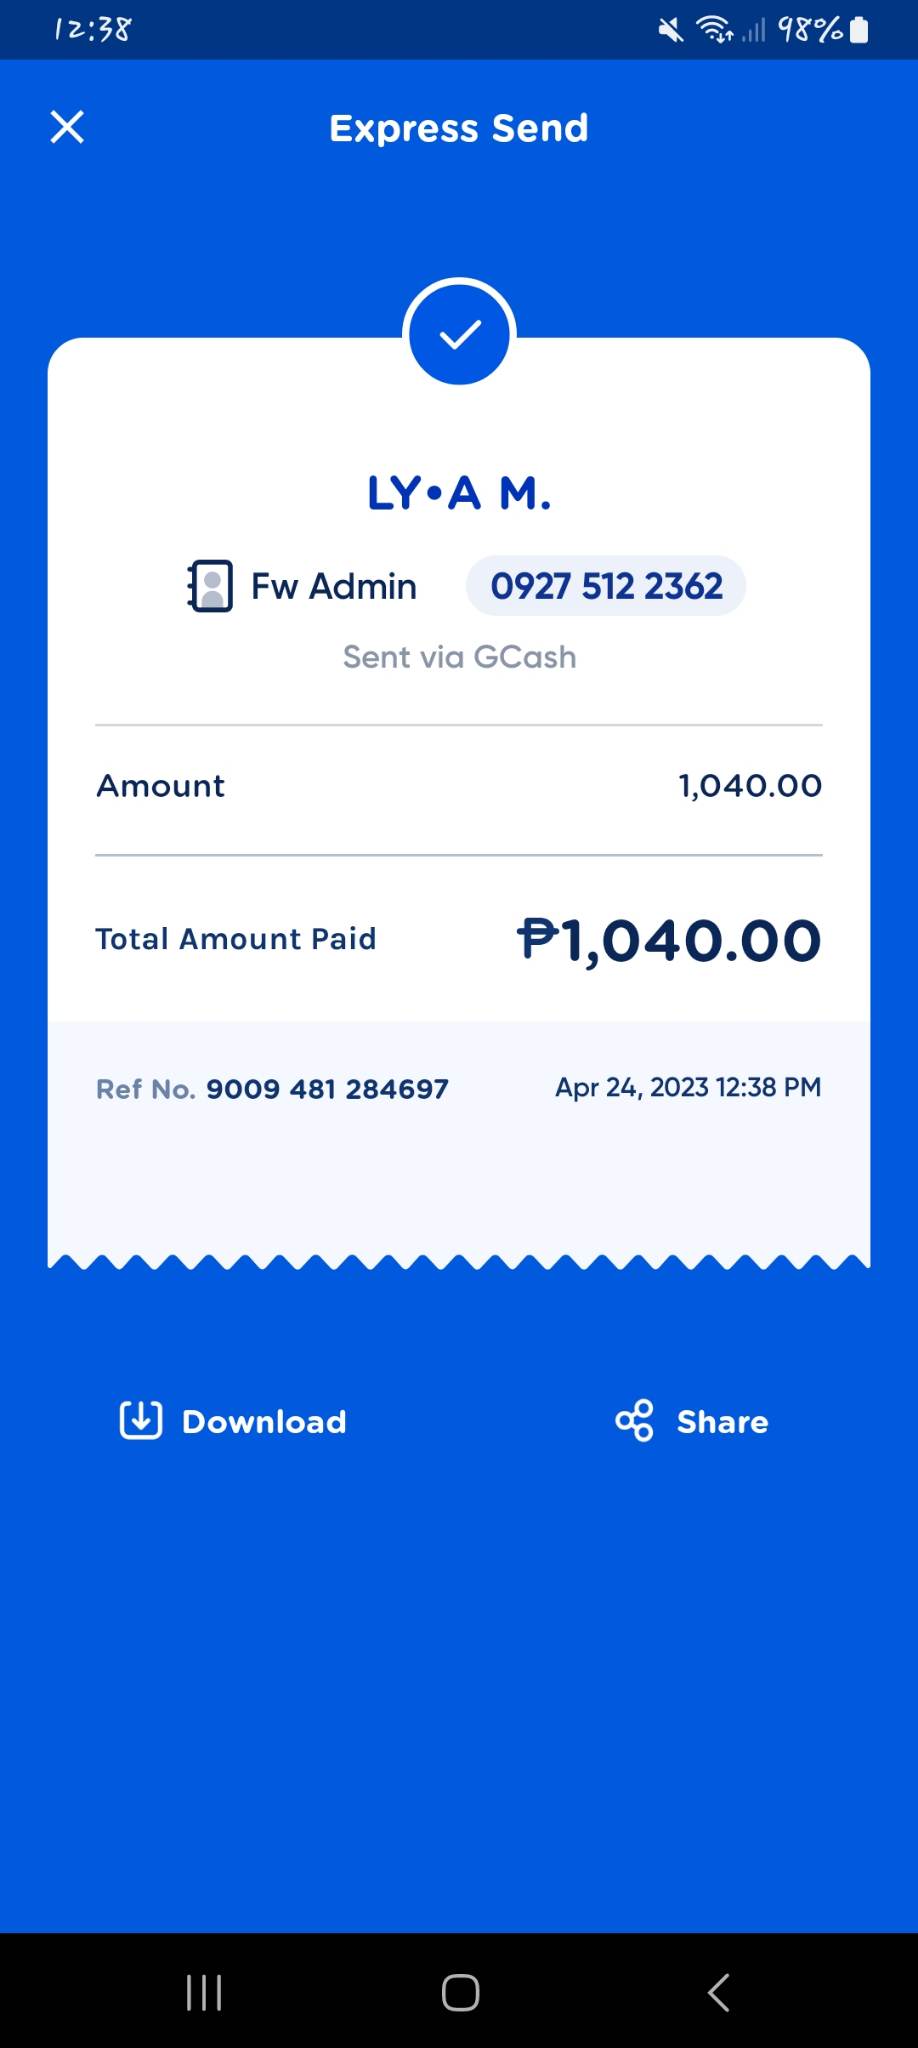 12:38 98%
Express Send
LY•A M.
Fw Admin 0927 512 2362
Sent via GCash
Amount 1,040.00
Total Amount Paid ₱1,040.00
Ref No. 9009 481 284697 Apr 24, 2023 12:38 PM
Download Share